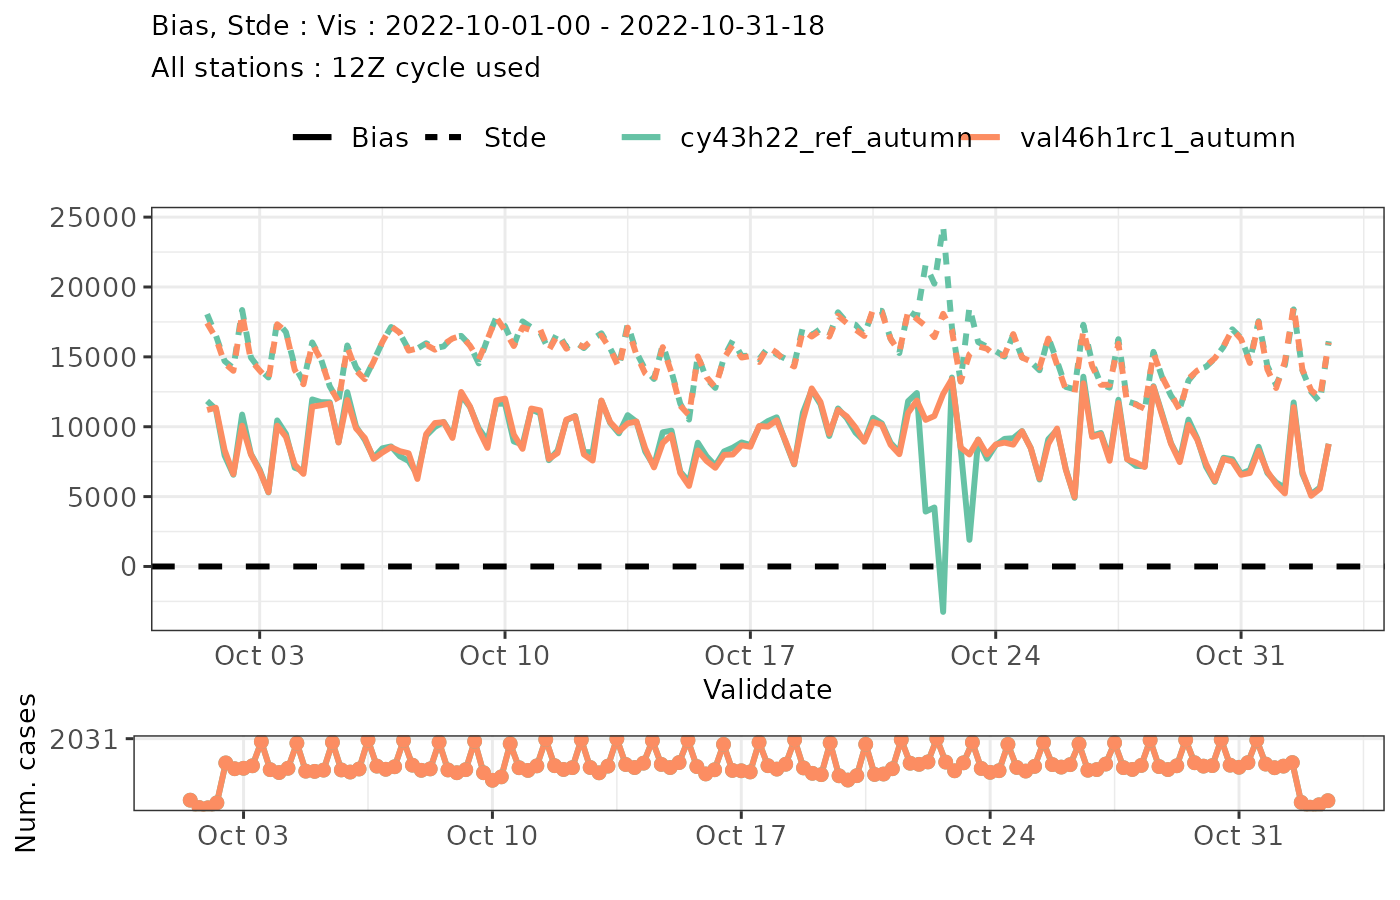 Bias, Stde : Vis : 2022-10-01-00 - 2022-10-31-18
All stations : 12Z cycle used
Bias Stde cy43h22_ref_autumn val46h1rc1_autumn
25000
20000
15000
10000
5000
0
Oct 03 Oct 10 Oct 17 Oct 24 Oct 31
Validdate
Num. cases
2031
Oct 03 Oct 10 Oct 17 Oct 24 Oct 31